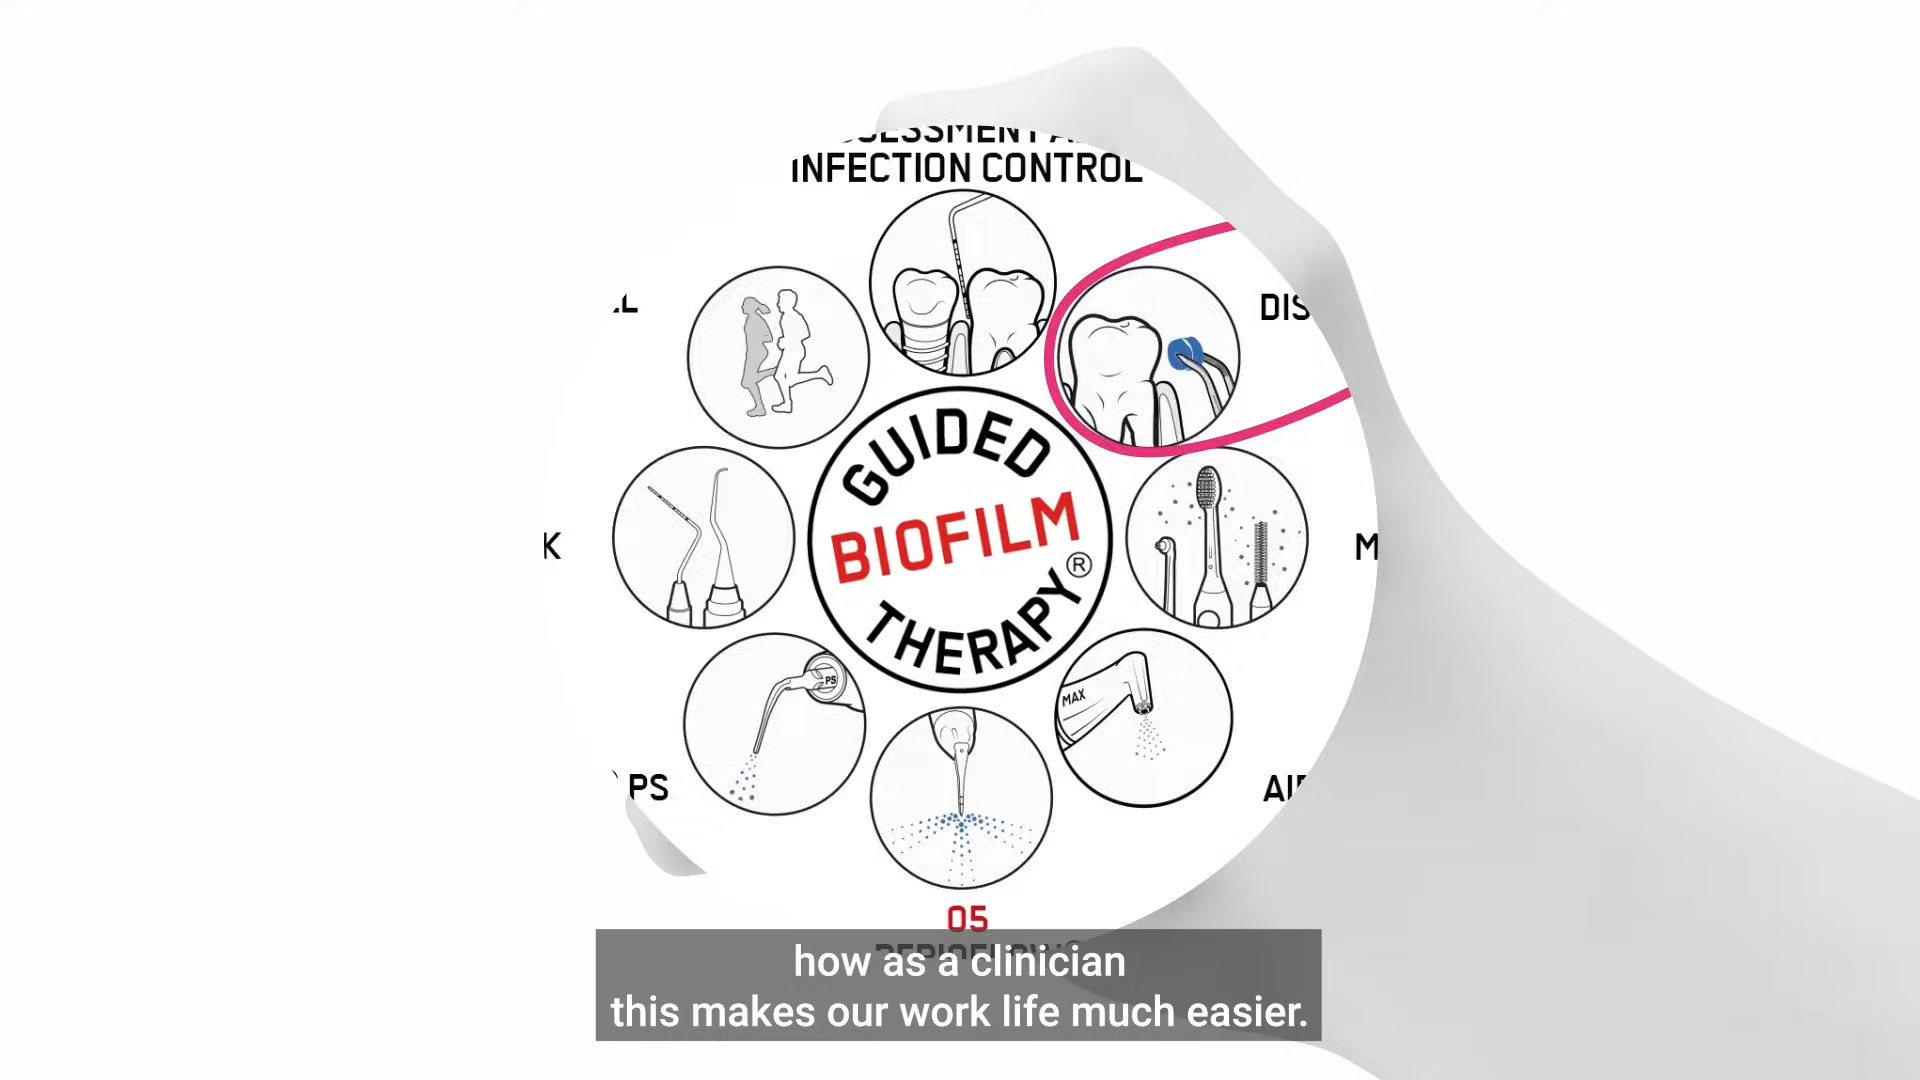 INFECTION CONTROL
DIS
GUIDED
BIOFILM
THERAPY®
K
M
PS
MAX
PS
AIR
05
how as a clinician
this makes our work life much easier.